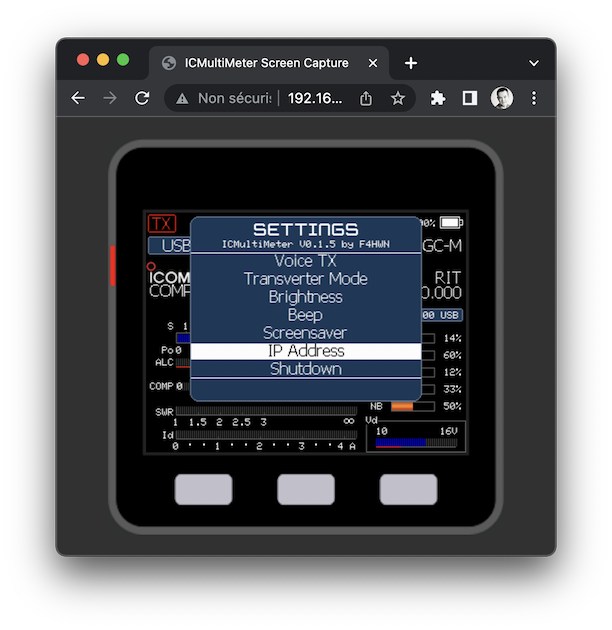 ICMultiMeter Screen Capture
Non sécuris
192.16...
TX
00%
USB
SETTINGS
ICMultiMeter V0.1.5 by F4HWN
GC-M
Voice TX
ICOM
Transverter Mode
RIT
COMP
Brightness
0.000
Beep
00 USB
S 1
Screensaver
14%
Po 0
IP Address
60%
ALC
Shutdown
12%
COMP 0
33%
NB
50%
SWR
1 1.5 2 2.5 3 ∞
Vd
10 16V
Id
0 · · 1 · · 2 · · 3 · · 4 A